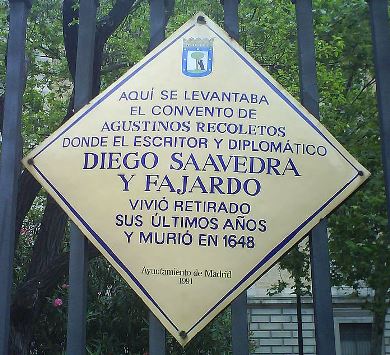 AQUÍ SE LEVANTABA
EL CONVENTO DE
AGUSTINOS RECOLETOS
DONDE EL ESCRITOR Y DIPLOMÁTICO
DIEGO SAAVEDRA
Y FAJARDO
VIVIÓ RETIRADO
SUS ÚLTIMOS AÑOS
Y MURIÓ EN 1648
Ayuntamiento de Madrid
1991